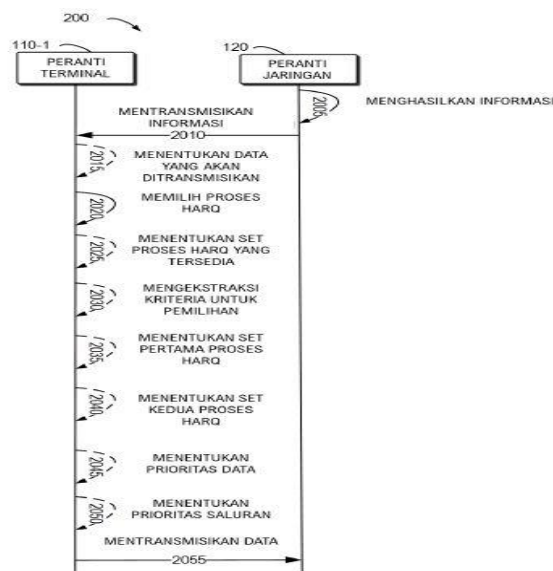 200
110-1
120
PERANTI
TERMINAL
PERANTI
JARINGAN
2005
MENGHASILKAN INFORMASI
MENTRANSMISIKAN
INFORMASI
2010
2015
MENENTUKAN DATA
YANG AKAN
DITRANSMISIKAN
2020
MEMILIH PROSES
HARQ
2025
MENENTUKAN SET
PROSES HARQ YANG
TERSEDIA
2030
MENGEKSTRAKSI
KRITERIA UNTUK
PEMILIHAN
2035
MENENTUKAN SET
PERTAMA PROSES
HARQ
2040
MENENTUKAN SET
KEDUA PROSES
HARQ
2045
MENENTUKAN
PRIORITAS DATA
2050
MENENTUKAN
PRIORITAS SALURAN
MENTRANSMISIKAN DATA
2055